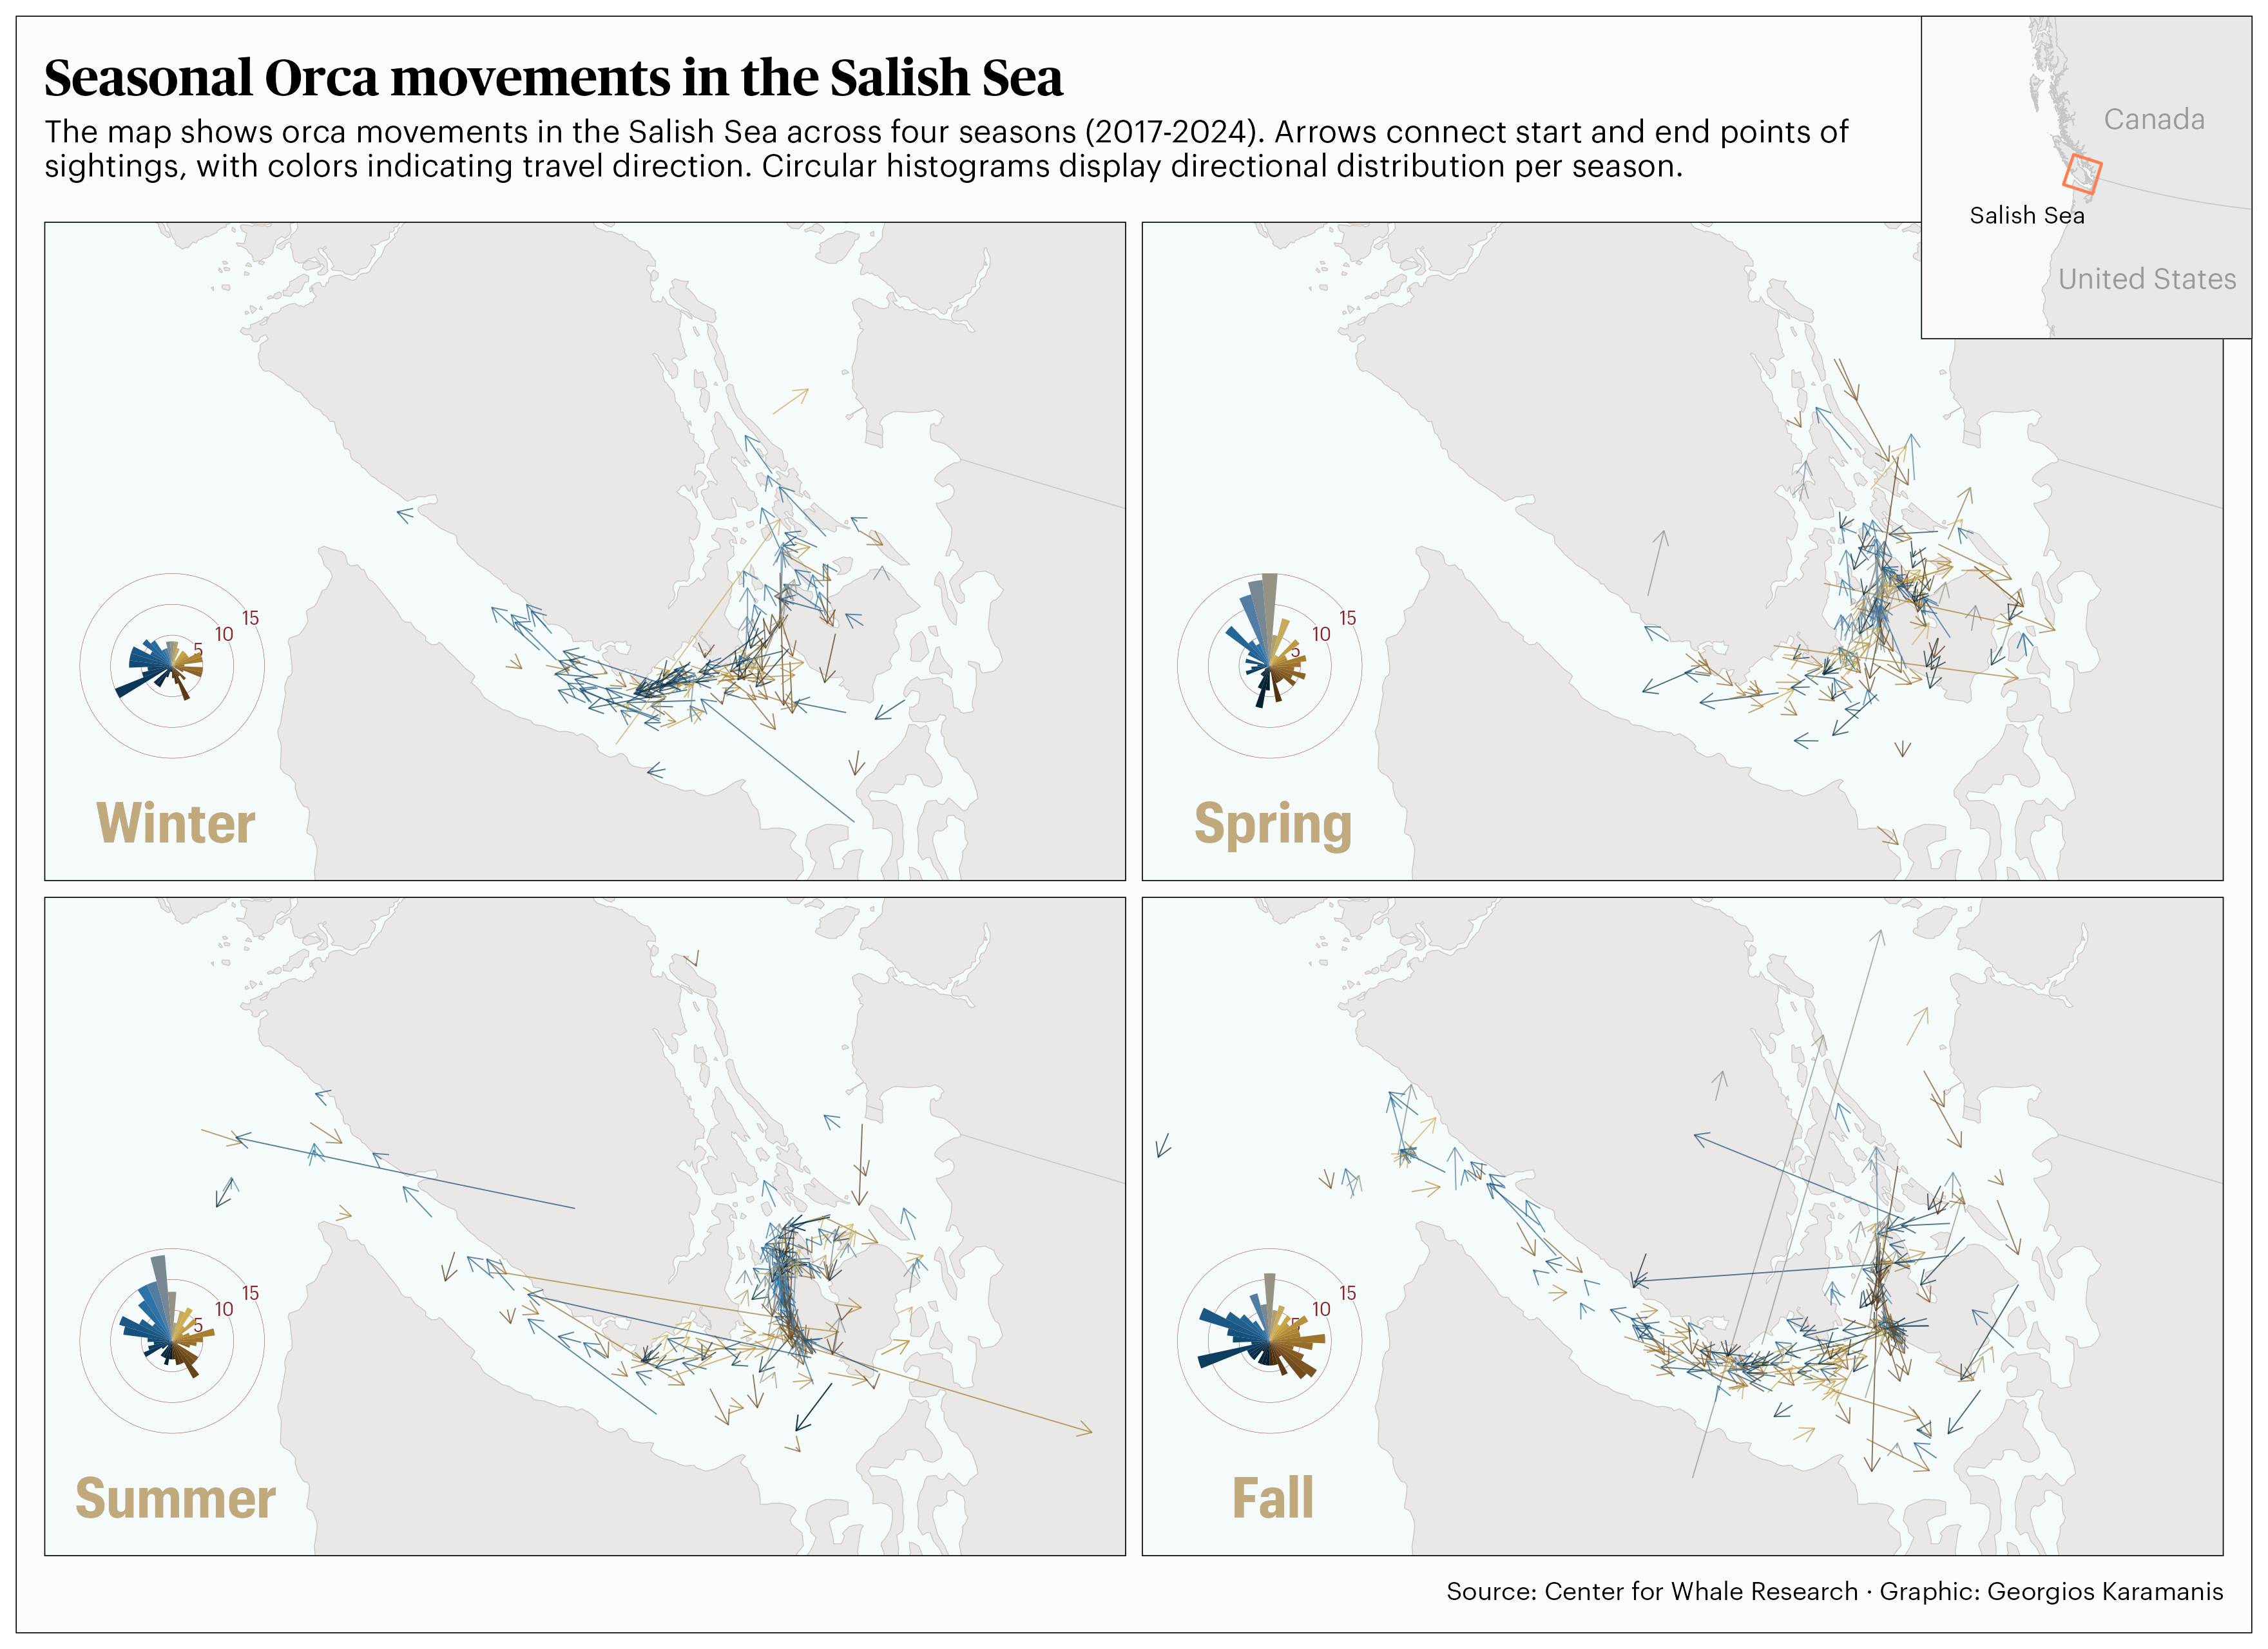 Seasonal Orca movements in the Salish Sea
The map shows orca movements in the Salish Sea across four seasons (2017-2024). Arrows connect start and end points of
sightings, with colors indicating travel direction. Circular histograms display directional distribution per season.
Canada
Salish Sea
United States
15
10
5
Winter
15
10
5
Spring
15
10
5
Summer
15
10
5
Fall
Source: Center for Whale Research · Graphic: Georgios Karamanis